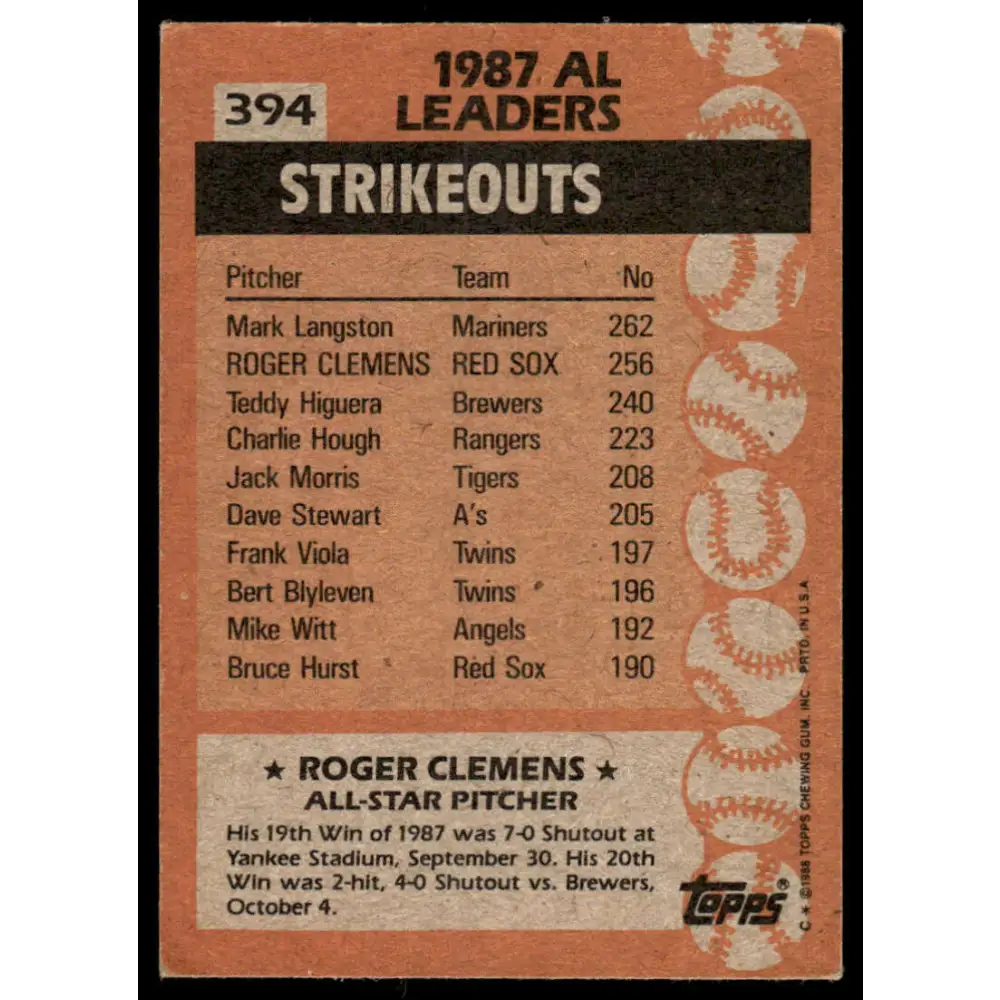 394
1987 AL
LEADERS
STRIKEOUTS
Pitcher Team No
Mark Langston Mariners 262
ROGER CLEMENS RED SOX 256
Teddy Higuera Brewers 240
Charlie Hough Rangers 223
Jack Morris Tigers 208
Dave Stewart A's 205
Frank Viola Twins 197
Bert Blyleven Twins 196
Mike Witt Angels 192
Bruce Hurst Red Sox 190
★ ROGER CLEMENS ★
ALL-STAR PITCHER
His 19th Win of 1987 was 7-0 Shutout at
Yankee Stadium, September 30. His 20th
Win was 2-hit, 4-0 Shutout vs. Brewers,
October 4.
topps®
C ★ ©1988 TOPPS CHEWING GUM, INC. PRTD. IN U.S.A.